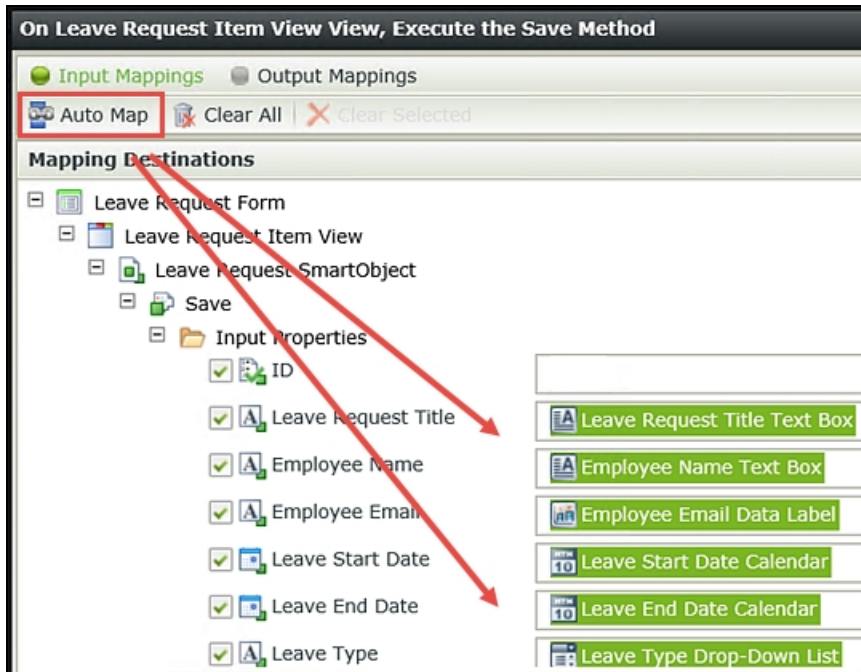 On Leave Request Item View View, Execute the Save Method
Input Mappings Output Mappings
Auto Map Clear All Clear Selected
Mapping Destinations
Leave Request Form
Leave Request Item View
Leave Request SmartObject
Save
Input Properties
ID
Leave Request Title Leave Request Title Text Box
Employee Name Employee Name Text Box
Employee Email Employee Email Data Label
Leave Start Date Leave Start Date Calendar
Leave End Date Leave End Date Calendar
Leave Type Leave Type Drop-Down List